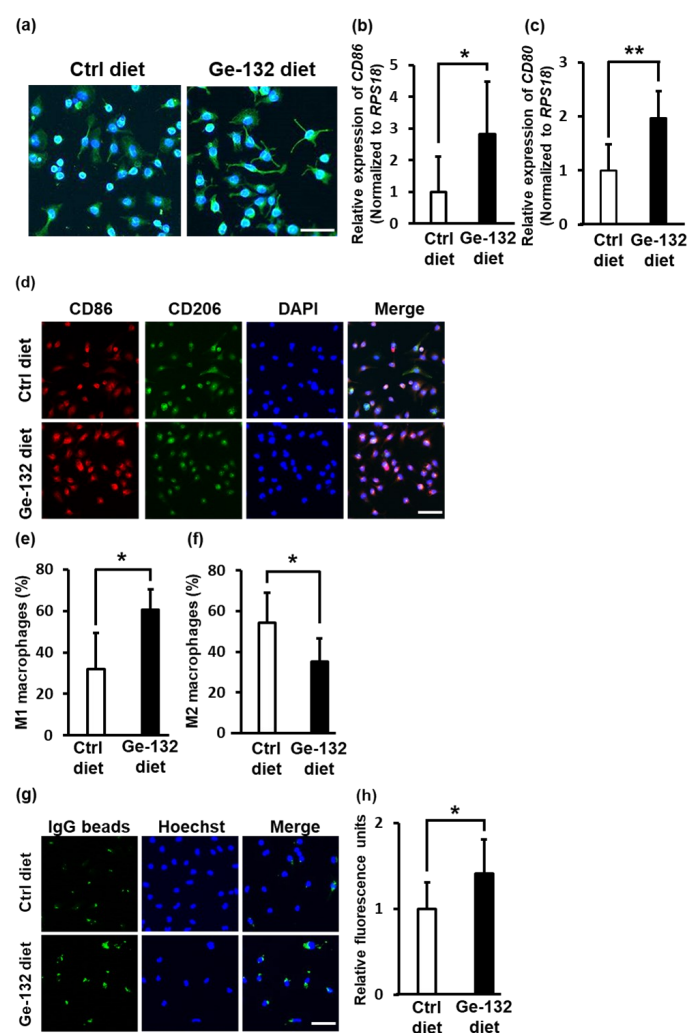 (a)
Ctrl diet
Ge-132 diet
(b)
Relative expression of CD86
(Normalized to RPS18)
5
4
3
2
1
0
*
Ctrl
diet
Ge-132
diet
(c)
Relative expression of CD80
(Normalized to RPS18)
3
2
1
0
**
Ctrl
diet
Ge-132
diet
(d)
CD86
CD206
DAPI
Merge
Ctrl diet
Ge-132 diet
(e)
M1 macrophages (%)
80
60
40
20
0
*
Ctrl
diet
Ge-132
diet
(f)
M2 macrophages (%)
80
60
40
20
0
*
Ctrl
diet
Ge-132
diet
(g)
IgG beads
Hoechst
Merge
Ctrl diet
Ge-132 diet
(h)
Relative fluorescence units
2
1
0
*
Ctrl
diet
Ge-132
diet